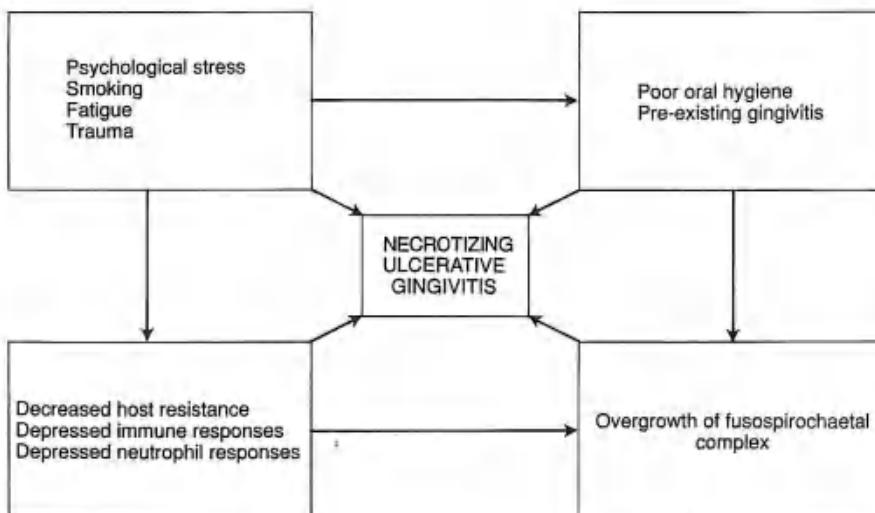 Psychological stress
Smoking
Fatigue
Trauma
Poor oral hygiene
Pre-existing gingivitis
NECROTIZING
ULCERATIVE
GINGIVITIS
Decreased host resistance
Depressed immune responses
Depressed neutrophil responses
Overgrowth of fusospirochaetal
complex